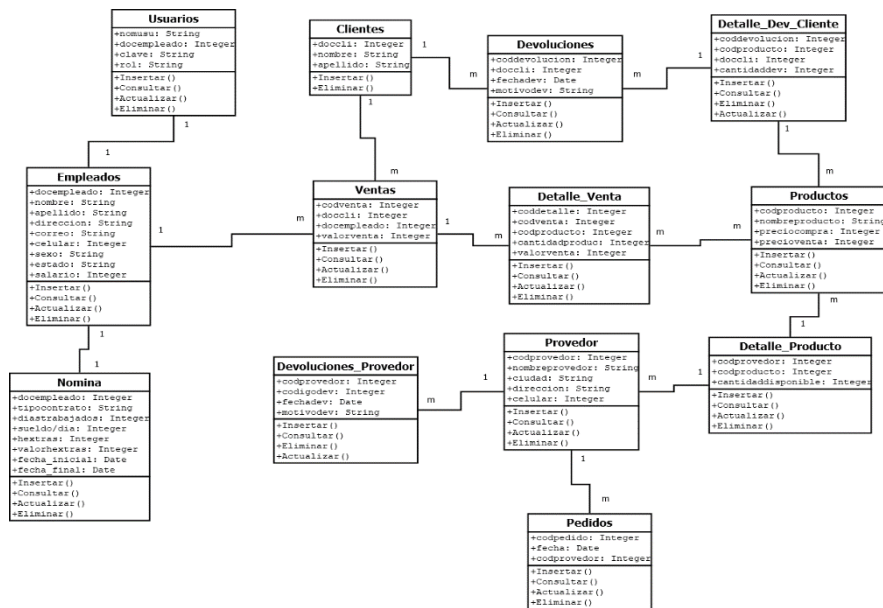 Usuarios
+nomusu: String
+docempleado: Integer
+clave: String
+rol: String
+Insertar()
+Consultar()
+Actualizar()
+Eliminar()
1
1
Empleados
+docempleado: Integer
+nombre: String
+apellido: String
+direccion: String
+correo: String
+celular: Integer
+sexo: String
+estado: String
+salario: Integer
+Insertar()
+Consultar()
+Actualizar()
+Eliminar()
1
1
1
m
Nomina
+docempleado: Integer
+tipocontrato: String
+diastrabajados: Integer
+sueldo/dia: Integer
+hextras: Integer
+valorhextras: Integer
+fecha_inicial: Date
+fecha_final: Date
+Insertar()
+Consultar()
+Actualizar()
+Eliminar()
Clientes
+doccli: Integer
+nombre: String
+apellido: String
+Insertar()
+Eliminar()
1
m
1
m
Ventas
+codventa: Integer
+doccli: Integer
+docempleado: Integer
+valorventa: Integer
+Insertar()
+Consultar()
+Actualizar()
+Eliminar()
1
m
Devoluciones
+coddevolucion: Integer
+doccli: Integer
+fechadev: Date
+motivodev: String
+Insertar()
+Consultar()
+Actualizar()
+Eliminar()
m
1
Detalle_Dev_Cliente
+coddevolucion: Integer
+codproducto: Integer
+doccli: Integer
+cantidaddev: Integer
+Insertar()
+Consultar()
+Eliminar()
+Actualizar()
1
m
Detalle_Venta
+coddetalle: Integer
+codventa: Integer
+codproducto: Integer
+cantidadproduc: Integer
+valorventa: Integer
+Insertar()
+Consultar()
+Actualizar()
+Eliminar()
m
m
Productos
+codproducto: Integer
+nombreproducto: String
+preciocompra: Integer
+precioventa: Integer
+Insertar()
+Consultar()
+Actualizar()
+Eliminar()
m
1
Detalle_Producto
+codprovedor: Integer
+codproducto: Integer
+cantidaddisponible: Integer
+Insertar()
+Consultar()
+Actualizar()
+Eliminar()
1
m
Provedor
+codprovedor: Integer
+nombreprovedor: String
+ciudad: String
+direccion: String
+celular: Integer
+Insertar()
+Consultar()
+Actualizar()
+Eliminar()
1
m
Devoluciones_Provedor
+codprovedor: Integer
+codigodev: Integer
+fechadev: Date
+motivodev: String
+Insertar()
+Consultar()
+Eliminar()
+Actualizar()
1
m
Pedidos
+codpedido: Integer
+fecha: Date
+codprovedor: Integer
+Insertar()
+Consultar()
+Actualizar()
+Eliminar()